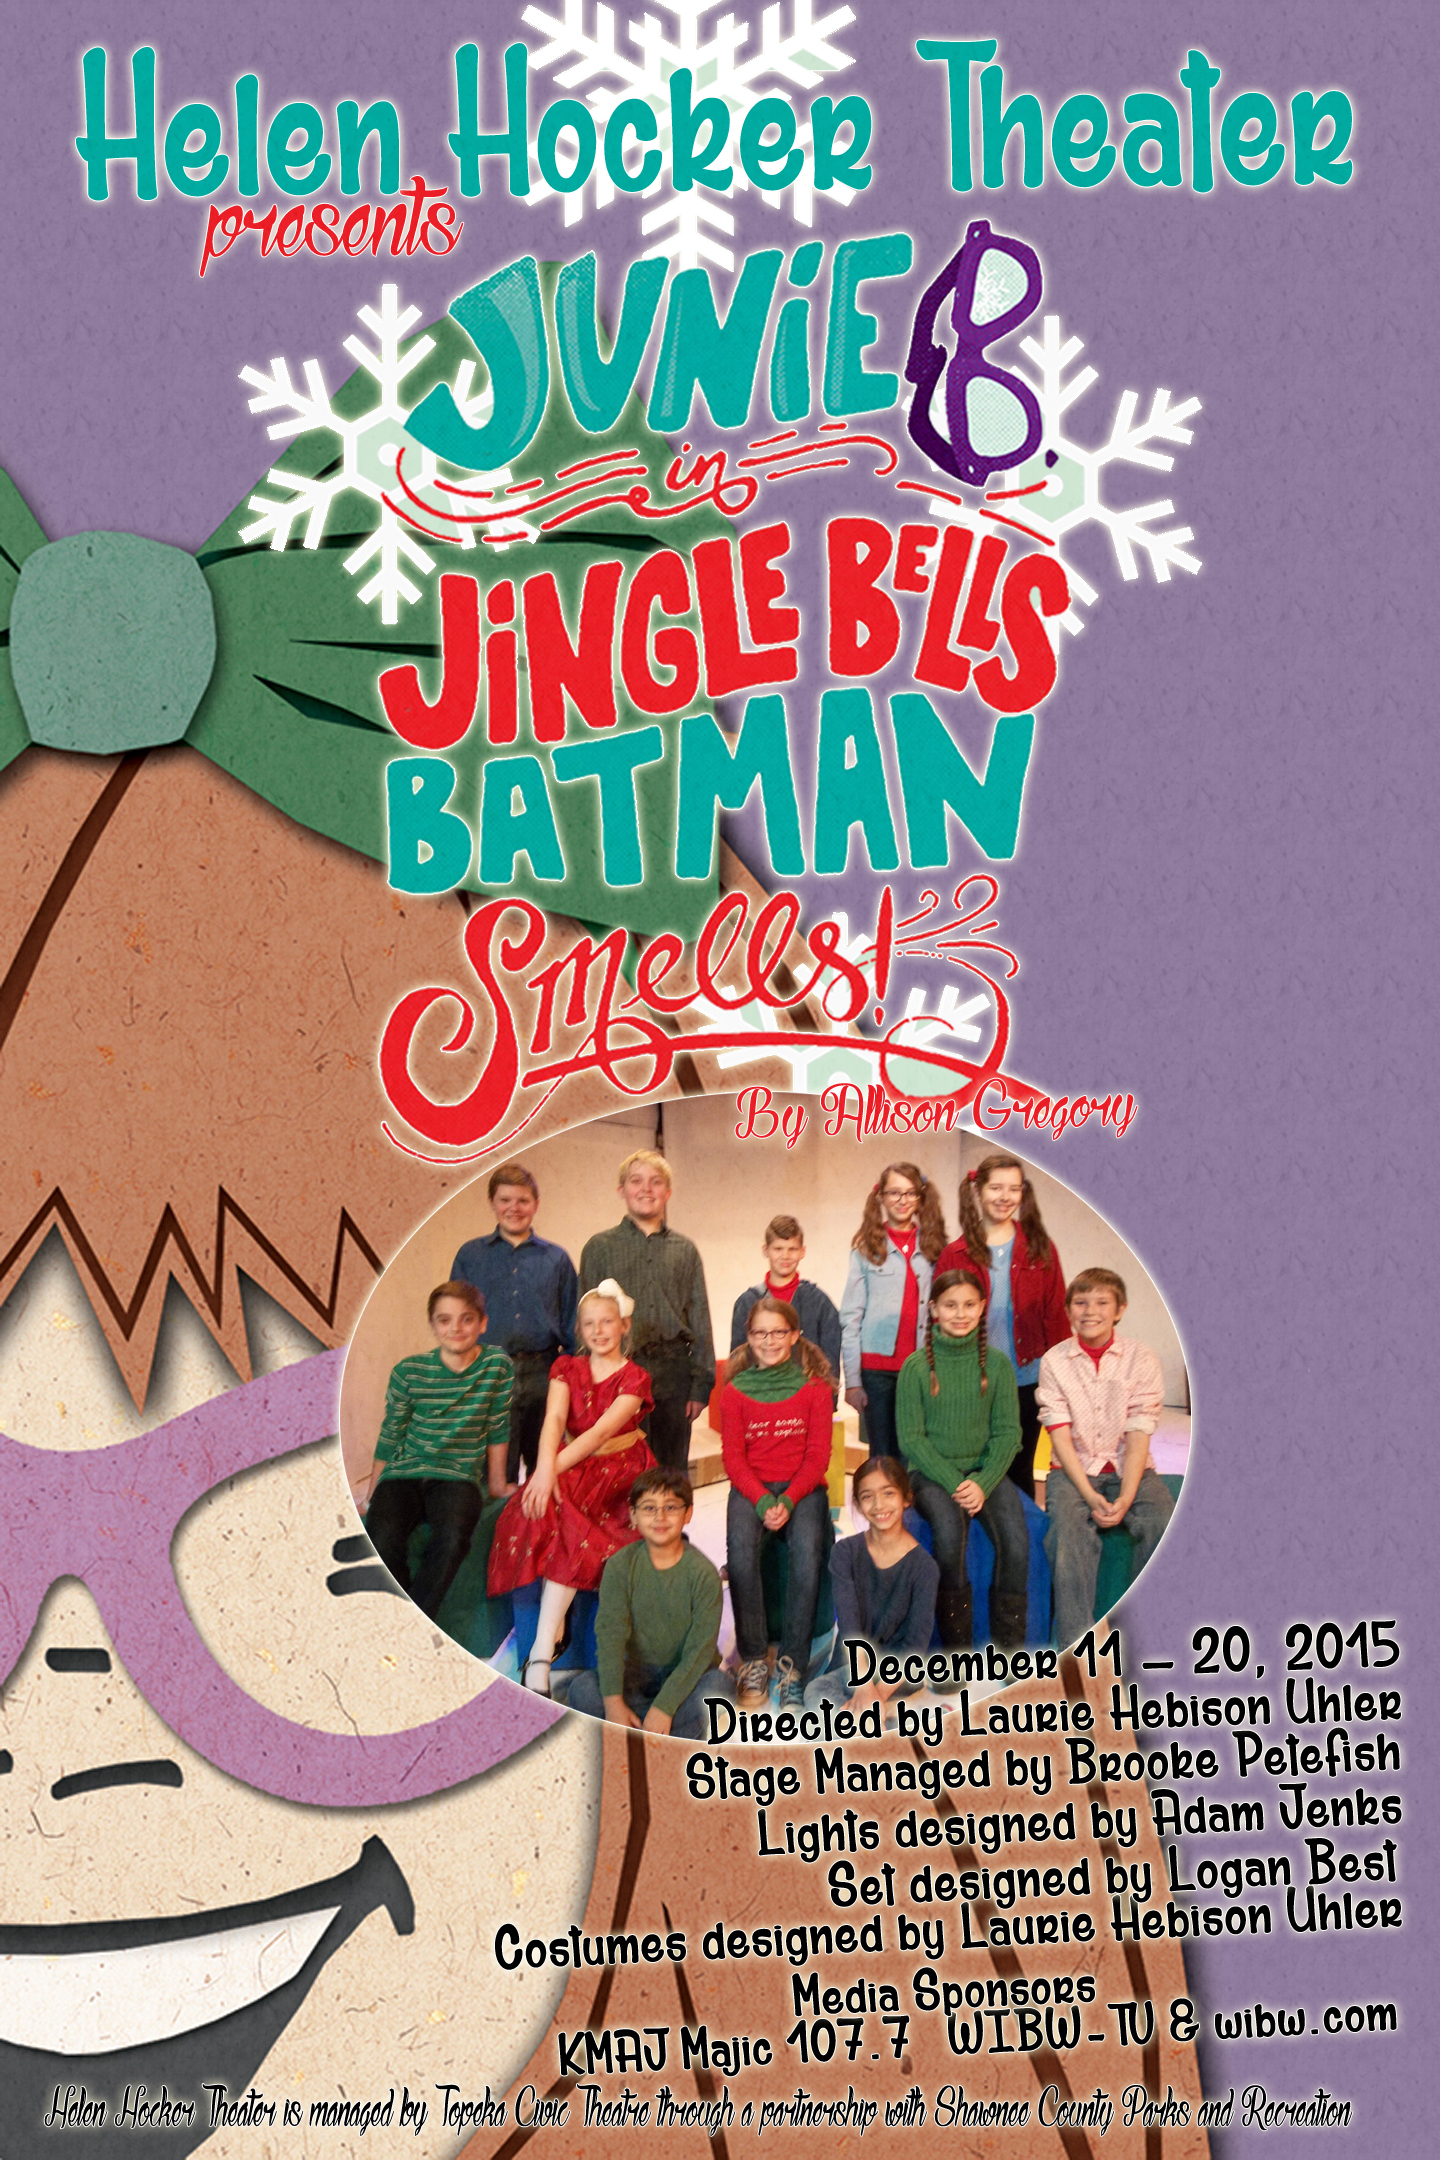 Helen Hocker Theater
presents
JUNiE B.
in
JiNGLE BELLS
BATMAN
Smells!
By Allison Gregory
dear santa,
December 11 – 20, 2015
Directed by Laurie Hebison Uhler
Stage Managed by Brooke Petefish
Lights designed by Adam Jenks
Set designed by Logan Best
Costumes designed by Laurie Hebison Uhler
Media Sponsors
KMAJ Majic 107.7 WIBW-TV & wibw.com
Helen Hocker Theater is managed by Topeka Civic Theatre through a partnership with Shawnee County Parks and Recreation